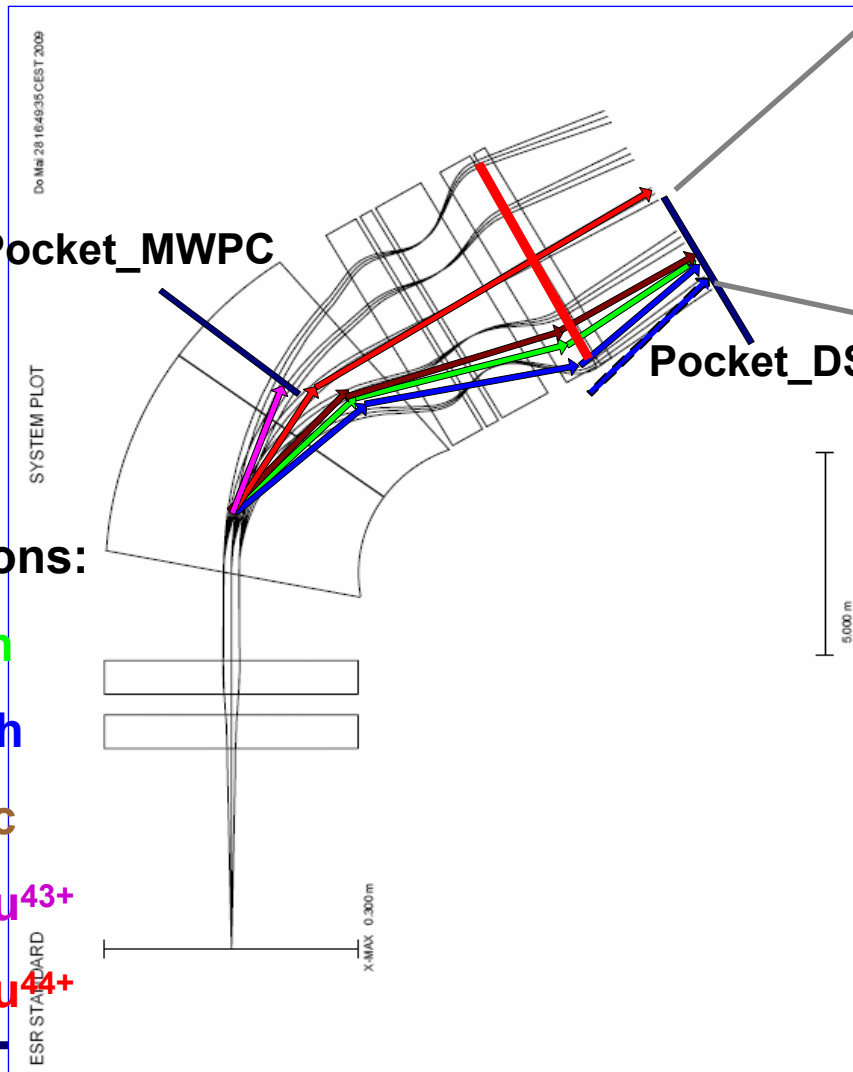 Do Mai 28 16:49:35 CEST 2009
Pocket_MWPC
SYSTEM PLOT
Pocket_DS
ons:
n
5.000 m
h
c
u43+
X-MAX 0.300 m
u44+
ESR STANDARD